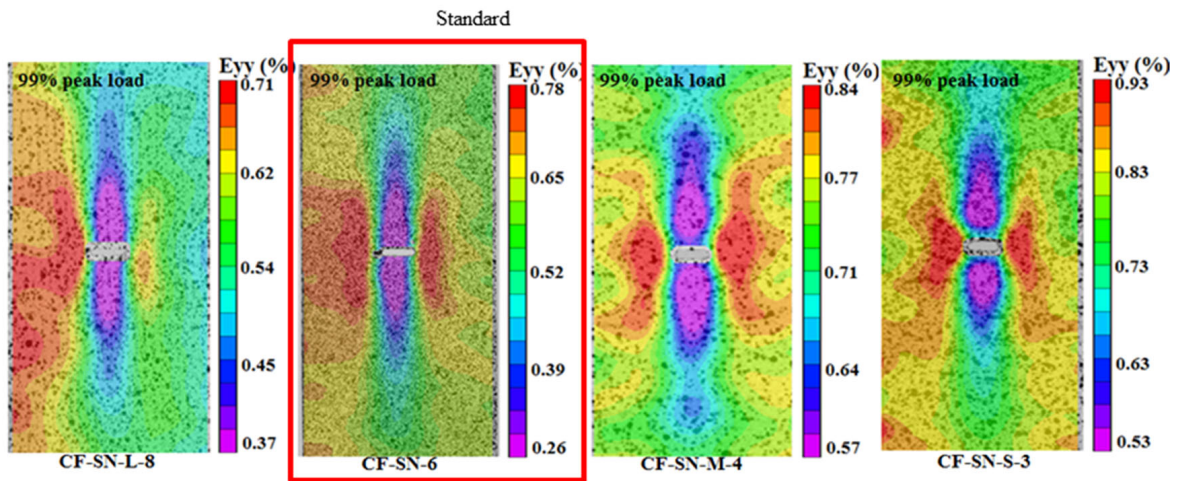 Standard
99% peak load
Eyy (%)
0.71
0.62
0.54
0.45
0.37
CF-SN-L-8
99% peak load
Eyy (%)
0.78
0.65
0.52
0.39
0.26
CF-SN-6
99% peak load
Eyy (%)
0.84
0.77
0.71
0.64
0.57
CF-SN-M-4
99% peak load
Eyy (%)
0.93
0.83
0.73
0.63
0.53
CF-SN-S-3